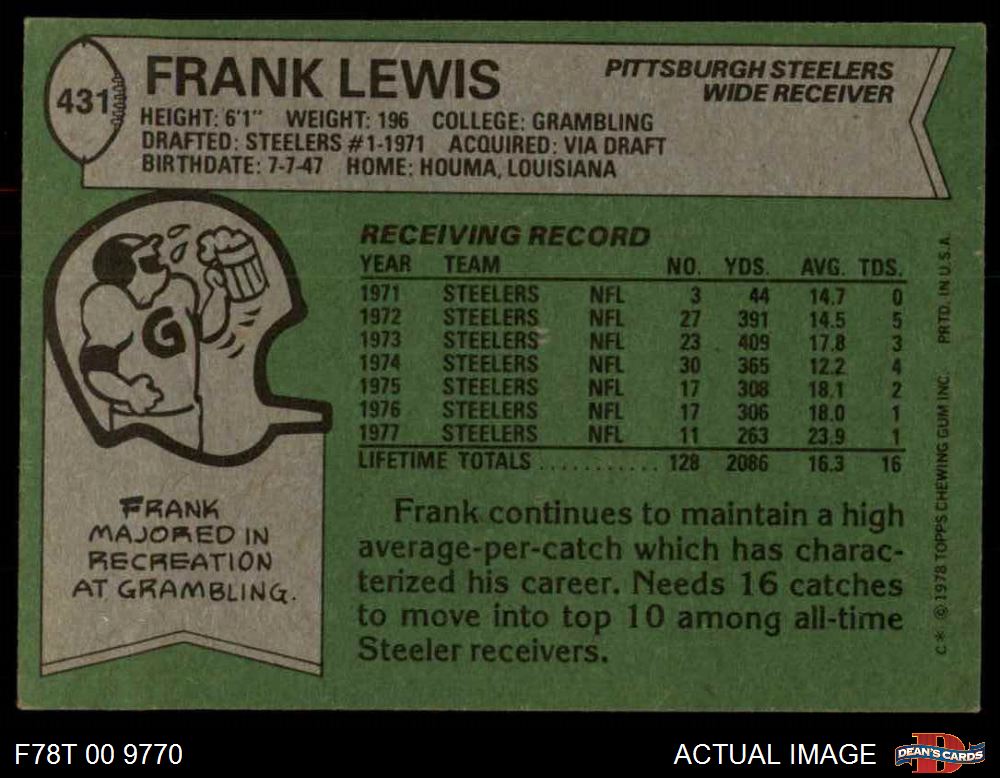 431
FRANK LEWIS
PITTSBURGH STEELERS
WIDE RECEIVER
HEIGHT: 6'1" WEIGHT: 196 COLLEGE: GRAMBLING
DRAFTED: STEELERS #1-1971 ACQUIRED: VIA DRAFT
BIRTHDATE: 7-7-47 HOME: HOUMA, LOUISIANA
G
FRANK
MAJORED IN
RECREATION
AT GRAMBLING.
RECEIVING RECORD
YEAR TEAM NO. YDS. AVG. TDS.
1971 STEELERS NFL 3 44 14.7 0
1972 STEELERS NFL 27 391 14.5 5
1973 STEELERS NFL 23 409 17.8 3
1974 STEELERS NFL 30 365 12.2 4
1975 STEELERS NFL 17 308 18.1 2
1976 STEELERS NFL 17 306 18.0 1
1977 STEELERS NFL 11 263 23.9 1
LIFETIME TOTALS ........... 128 2086 16.3 16
Frank continues to maintain a high
average-per-catch which has charac-
terized his career. Needs 16 catches
to move into top 10 among all-time
Steeler receivers.
C* © 1978 TOPPS CHEWING GUM INC. PRTD. IN U.S.A.
F78T 00 9770
ACTUAL IMAGE
D
DEAN'S CARDS